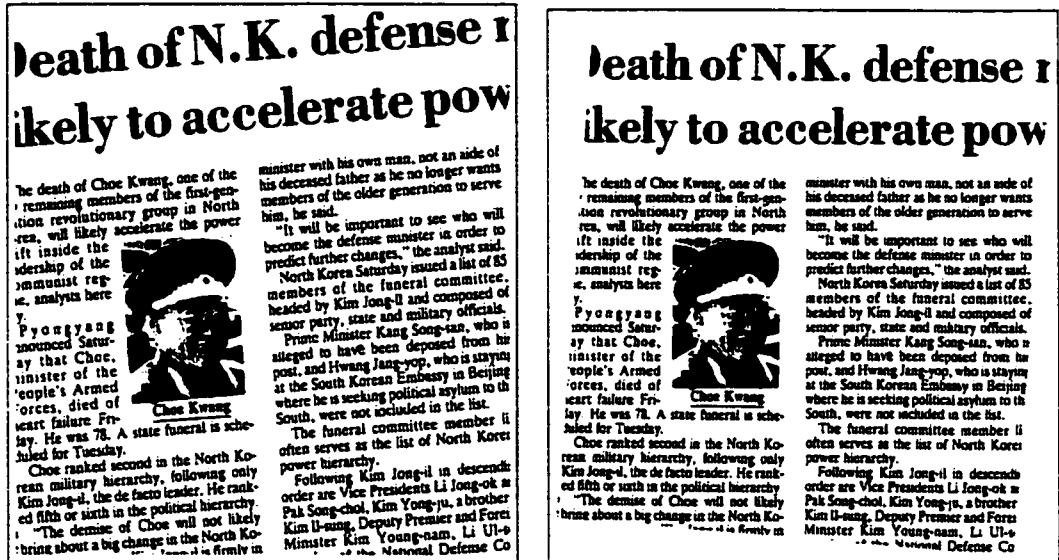 eath of N.K. defense
ikely to accelerate pow
he death of Choe Kwang, one of the
remaining members of the first-gen-
tion revolutionary group in North
rea, will likely accelerate the power
ift inside the
dership of the
mmunist reg-
e, analysts here
y.
Pyongyang
nnounced Satur-
ay that Choe,
inister of the
eople's Armed
orces, died of
eart failure Fri-
lay. He was 78. A state funeral is sche-
duled for Tuesday.
Choe ranked second in the North Ko-
rean military hierarchy, following only
Kim Jong-il, the de facto leader. He rank-
ed fifth or sixth in the political hierarchy.
"The demise of Choe will not likely
bring about a big change in the North Ko-
is firmly in
Choe Kwang
minister with his own man, not an aide of
his deceased father as he no longer wants
members of the older generation to serve
him, he said.
"It will be important to see who will
become the defense minister in order to
predict further changes," the analyst said.
North Korea Saturday issued a list of 85
members of the funeral committee,
headed by Kim Jong-Il and composed of
senior party, state and military officials.
Prime Minister Kang Song-san, who is
alleged to have been deposed from his
post, and Hwang Jang-yop, who is staying
at the South Korean Embassy in Beijing
where he is seeking political asylum to th
South, were not included in the list.
The funeral committee member li
often serves as the list of North Korea
power hierarchy.
Following Kim Jong-il in descendi
order are Vice Presidents Li Jong-ok a
Pak Song-chol, Kim Yong-ju, a brother
Kim Il-sung, Deputy Premier and Forei
Minister Kim Young-nam, Li Ul-s
of the National Defense Co
eath of N.K. defense
ikely to accelerate pow
he death of Choe Kwang, one of the
remaining members of the first-gen-
tion revolutionary group in North
rea, will likely accelerate the power
ift inside the
dership of the
mmunist reg-
e, analysts here
y.
Pyongyang
nnounced Satur-
ay that Choe,
inister of the
eople's Armed
orces, died of
eart failure Fri-
lay. He was 78. A state funeral is sche-
duled for Tuesday.
Choe ranked second in the North Ko-
rean military hierarchy, following only
Kim Jong-il, the de facto leader. He rank-
ed fifth or sixth in the political hierarchy
"The demise of Choe will not likely
bring about a big change in the North Ko-
is firmly in
Choe Kwang
minister with his own man, not an aide of
his deceased father as he no longer wants
members of the older generation to serve
him, he said.
"It will be important to see who will
become the defense minister in order to
predict further changes," the analyst said.
North Korea Saturday issued a list of 85
members of the funeral committee,
headed by Kim Jong-Il and composed of
senior party, state and military officials.
Prime Minister Kang Song-san, who is
alleged to have been deposed from his
post, and Hwang Jang-yop, who is staying
at the South Korean Embassy in Beijing
where he is seeking political asylum to th
South, were not included in the list.
The funeral committee member li
often serves as the list of North Korea
power hierarchy.
Following Kim Jong-il in descendi
order are Vice Presidents Li Jong-ok a
Pak Song-chol, Kim Yong-ju, a brother
Kim Il-sung, Deputy Premier and Forei
Minister Kim Young-nam, Li Ul-s
of the National Defense Co